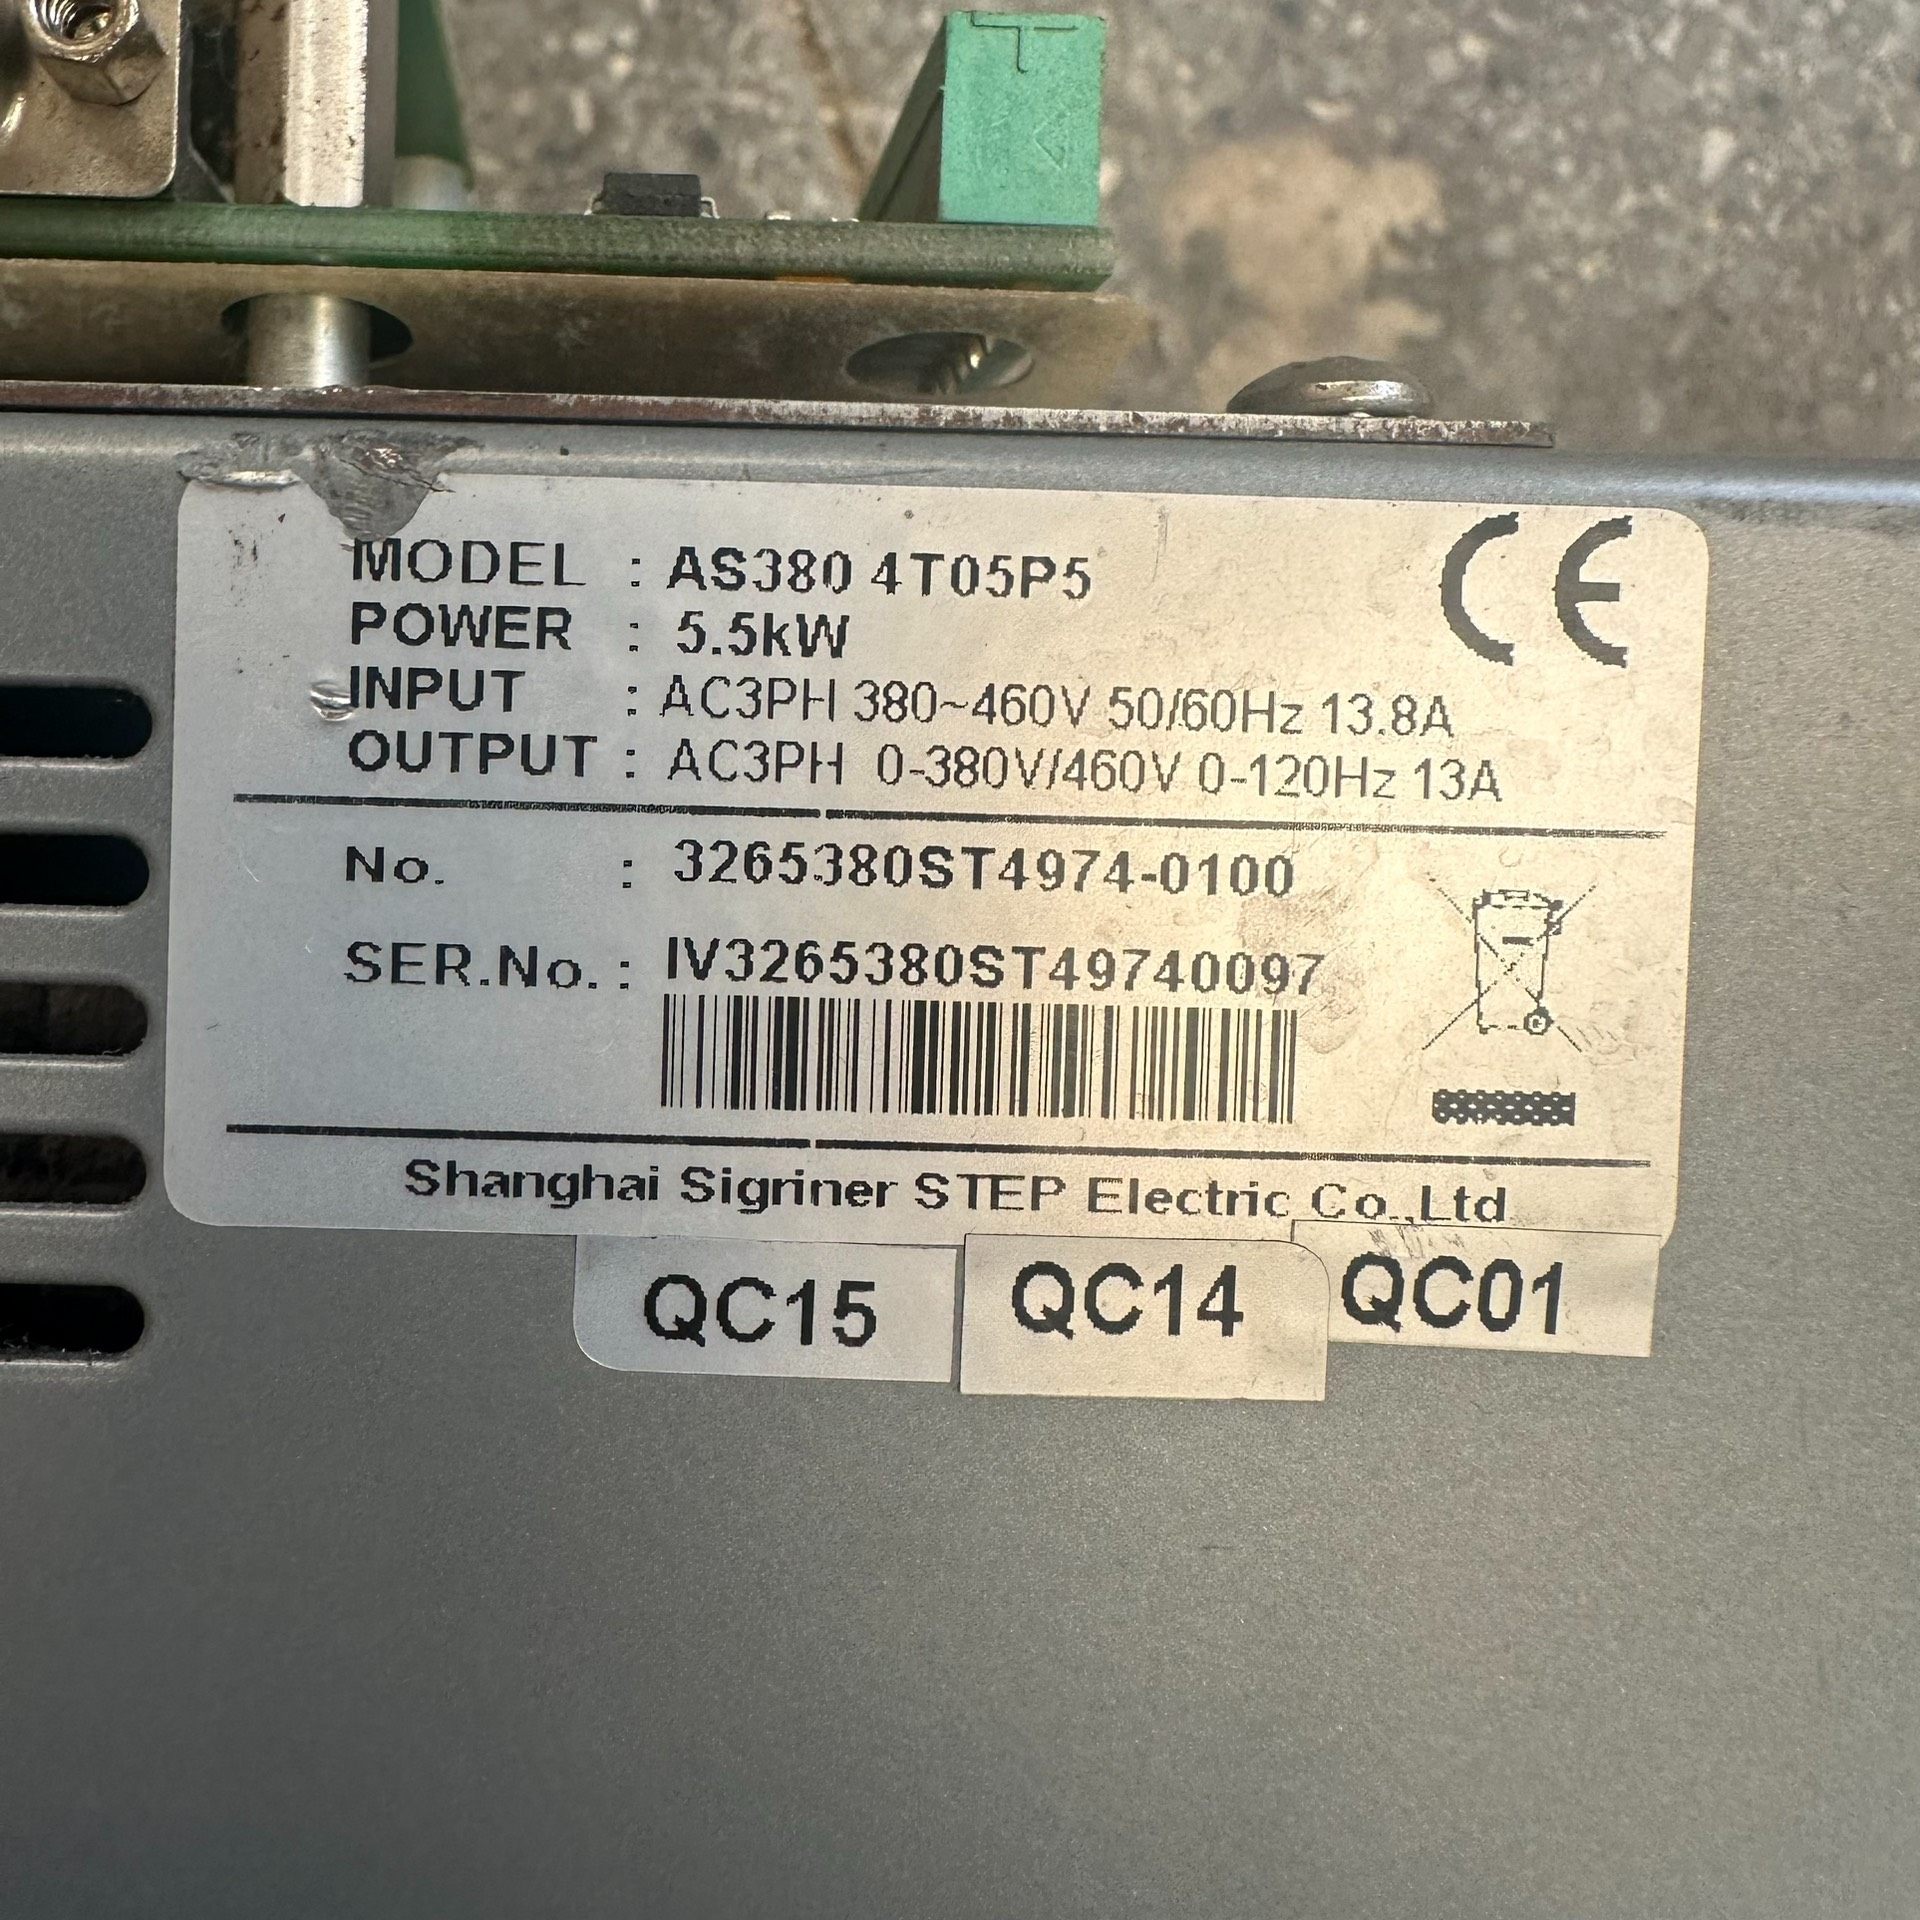 MODEL : AS380 4T05P5
POWER : 5.5kW
INPUT : AC3PH 380~460V 50/60Hz 13.8A
OUTPUT : AC3PH 0-380V/460V 0-120Hz 13A
CE
No. : 3265380ST4974-0100
SER.No. : IV3265380ST49740097
Shanghai Sigriner STEP Electric Co.,Ltd
QC15 QC14 QC01